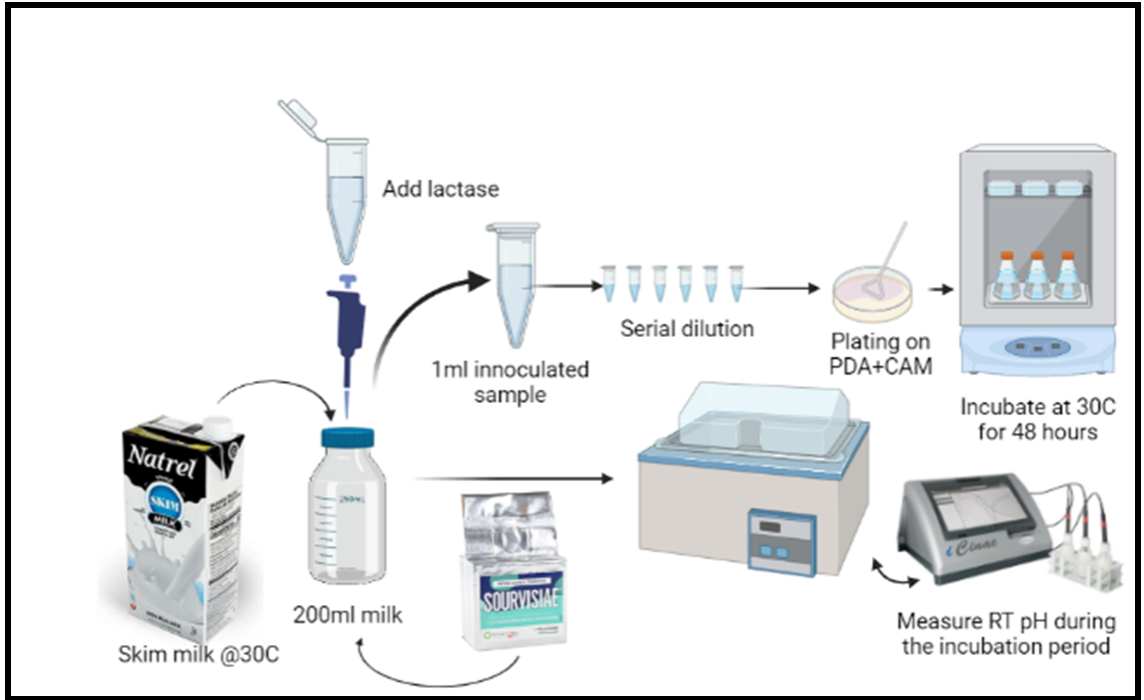 Add lactase
1ml innoculated
sample
Serial dilution
Plating on
PDA+CAM
Incubate at 30C
for 48 hours
Natrel
SKIM
MILK
250mL
200ml milk
Skim milk @30C
SOURVISIAE
iCinac
Measure RT pH during
the incubation period